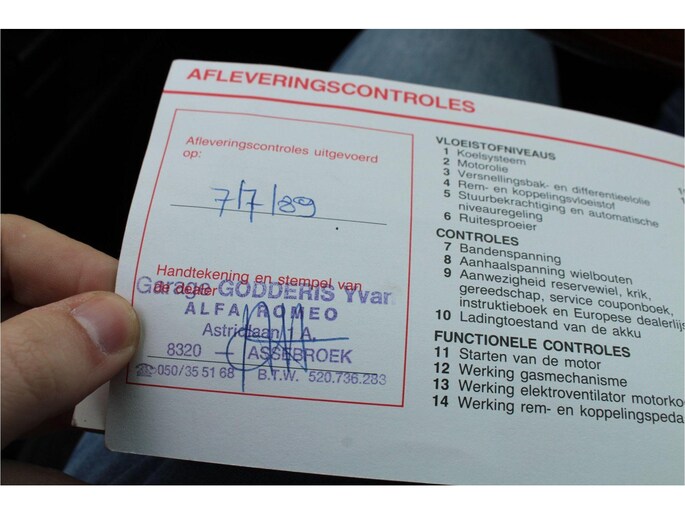 AFLEVERINGSCONTROLES
Afleveringscontroles uitgevoerd
op:
7/7/89
Handtekening en stempel van
de dealer
Garage GODDERIS Yvan
ALFA ROMEO
Astridlaan 1 A.
8320 - ASSEBROEK
☎ 050/35 51 68 B.T.W. 520.736.283
VLOEISTOFNIVEAUS
1 Koelsysteem
2 Motorolie
3 Versnellingsbak- en differentieelolie
4 Rem- en koppelingsvloeistof
5 Stuurbekrachtiging en automatische
niveauregeling
6 Ruitesproeier
CONTROLES
7 Bandenspanning
8 Aanhaalspanning wielbouten
9 Aanwezigheid reservewiel, krik,
gereedschap, service couponboek,
instruktieboek en Europese dealerlijs
10 Ladingtoestand van de akku
FUNCTIONELE CONTROLES
11 Starten van de motor
12 Werking gasmechanisme
13 Werking elektroventilator motorko
14 Werking rem- en koppelingspeda